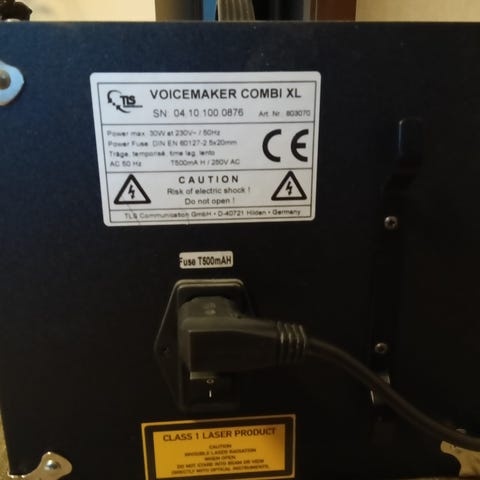 TLS
VOICEMAKER COMBI XL
SN: 04 10 100 0876 Art. Nr. 803070
Power max. 30W at 230V~ / 50Hz
Power Fuse: DIN EN 60127-2 5x20mm
Träge, temporisé, time lag, lento
AC 50 Hz T500mA H / 250V AC
CE
CAUTION
Risk of electric shock !
Do not open !
TLS Communication GmbH • D-40721 Hilden • Germany
Fuse T500mAH
CLASS 1 LASER PRODUCT
CAUTION
INVISIBLE LASER RADIATION
WHEN OPEN
DO NOT STARE INTO BEAM OR VIEW
DIRECTLY WITH OPTICAL INSTRUMENTS.